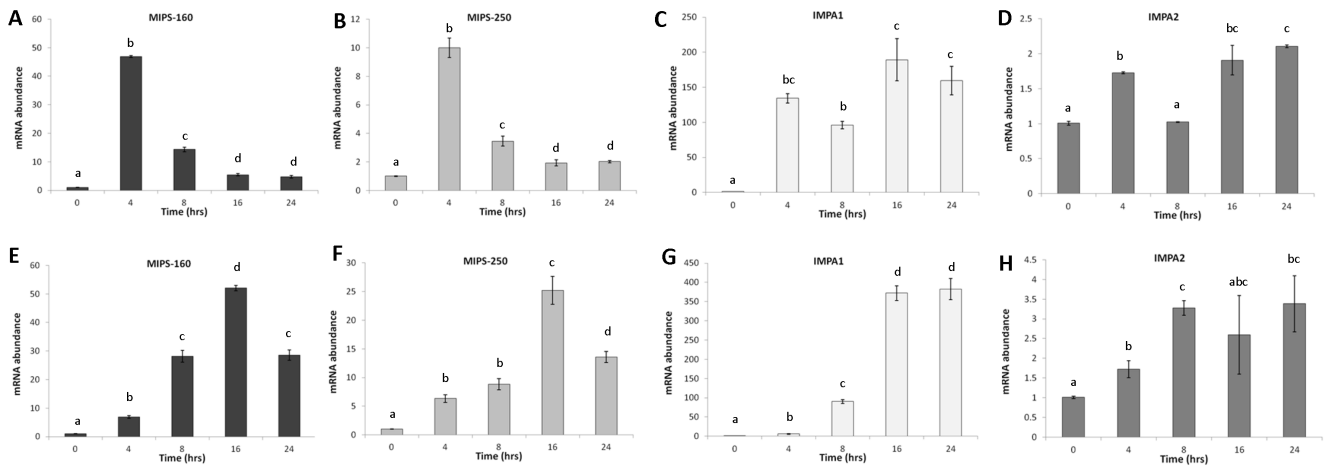 A
MIPS-160
mRNA abundance
60
50
40
30
20
10
0
a
b
c
d
d
0 4 8 16 24
Time (hrs)
B
MIPS-250
mRNA abundance
12
10
8
6
4
2
0
a
b
c
d
d
0 4 8 16 24
Time (hrs)
C
IMPA1
mRNA abundance
250
200
150
100
50
0
a
bc
b
c
c
0 4 8 16 24
Time (hrs)
D
IMPA2
mRNA abundance
2.5
2
1.5
1
0.5
0
a
b
a
bc
c
0 4 8 16 24
Time (hrs)
E
MIPS-160
mRNA abundance
60
50
40
30
20
10
0
a
b
c
d
c
0 4 8 16 24
Time (hrs)
F
MIPS-250
mRNA abundance
30
25
20
15
10
5
0
a
b
b
c
d
0 4 8 16 24
Time (hrs)
G
IMPA1
mRNA abundance
450
400
350
300
250
200
150
100
50
0
a
b
c
d
d
0 4 8 16 24
Time (hrs)
H
IMPA2
mRNA abundance
4.5
4
3.5
3
2.5
2
1.5
1
0.5
0
a
b
c
abc
bc
0 4 8 16 24
Time (hrs)